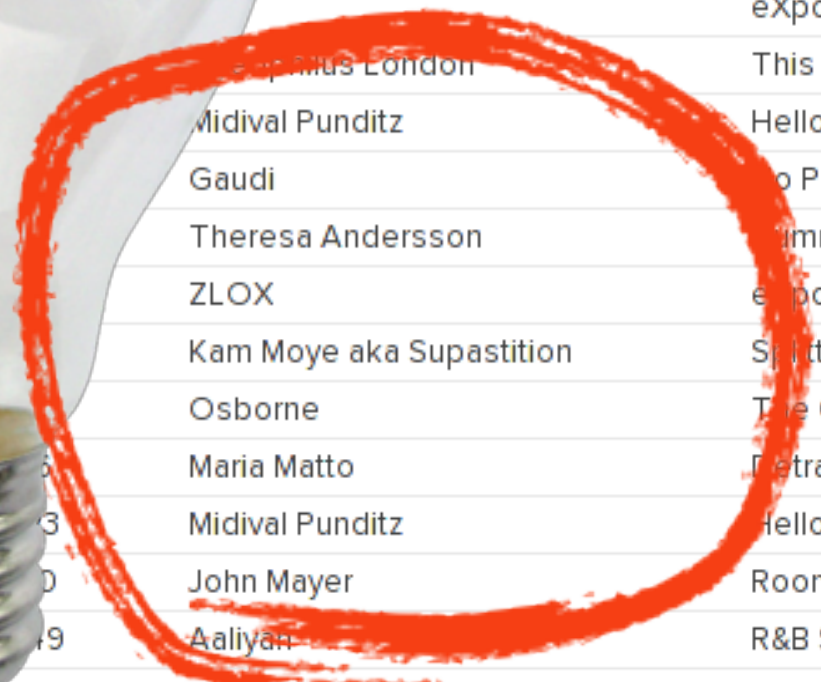 London This
Midival Punditz Hello
Gaudi
Theresa Andersson
ZLOX
Kam Moye aka Supastition
Osborne
Maria Matto
Midival Punditz Hello
John Mayer
Aaliyah R&B